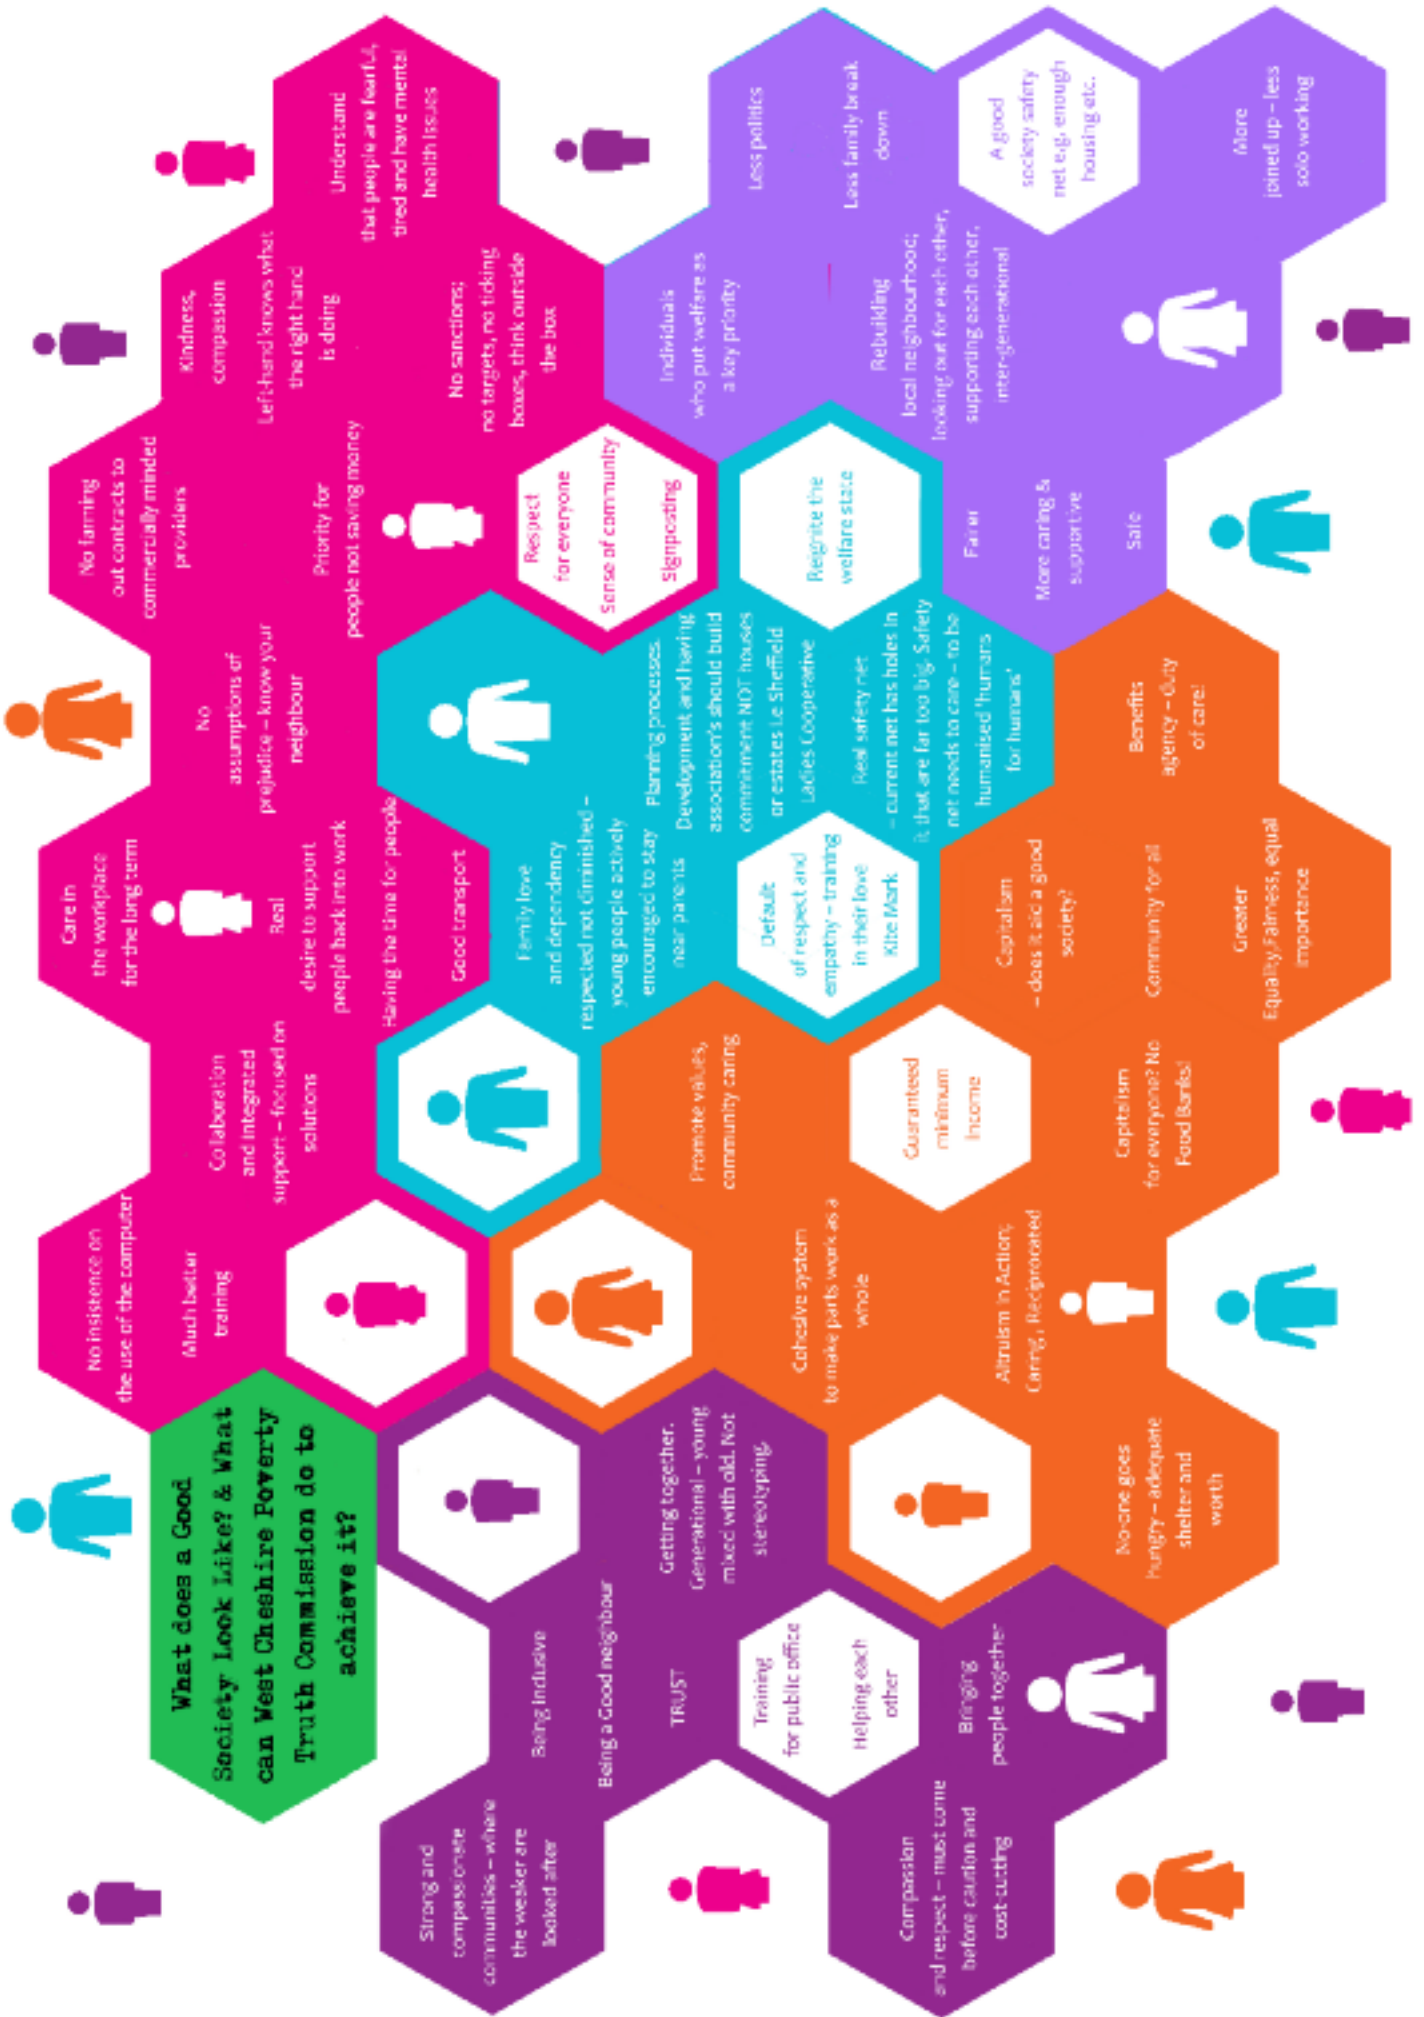 What does a Good
Society Look Like? & What
can West Cheshire Poverty
Truth Commission do to
achieve it?
No insistence on
the use of the computer
Much better
training
Collaboration
and integrated
support – focused on
solutions
Care in
the workplace
for the long term
Real
desire to support
people back into work
Having the time for people
Good transport
No
assumptions of
prejudice – know your
neighbour
No farming
out contracts to
commercially minded
providers
Priority for
people not saving money
Respect
for everyone
Sense of community
Signposting
Kindness,
compassion
Left-hand knows what
the right hand
is doing
No sanctions;
no targets, no ticking
boxes, think outside
the box
Understand
that people are fearful,
tired and have mental
health issues
Strong and
compassionate
communities – where
the weaker are
looked after
Being inclusive
Being a Good neighbour
TRUST
Getting together.
Generational – young
mixed with old. Not
stereotyping.
Training
for public office
Helping each
other
Bringing
people together
Compassion
and respect – must come
before caution and
cost-cutting
Family love
and dependency
respected not diminished –
young people actively
encouraged to stay
near parents
Default
of respect and
empathy – training
in their love
Kite Mark
Planning processes.
Development and having
association's should build
commitment NOT houses
or estates i.e Sheffield
Ladies Cooperative
Real safety net
– current net has holes in
it that are far too big. Safety
net needs to care – to be
humanised 'humans
for humans'
Reignite the
welfare state
Promote values,
community caring
Cohesive system
to make parts work as a
whole
Guaranteed
minimum
income
Altruism in Action;
Caring, Reciprocated
No-one goes
Hungry – adequate
shelter and
worth
Capitalism
for everyone? No
Food Banks!
Capitalism
– does it aid a good
society?
Community for all
Greater
Equality,Fairness, equal
importance
Benefits
agency – duty
of care!
Individuals
who put welfare as
a key priority
Less politics
Less family break
down
Rebuilding
local neighbourhood;
looking out for each other,
supporting each other,
inter-generational
A good
society safety
net e.g. enough
housing etc.
More
joined up – less
solo working
Fairer
More caring &
supportive
Safe